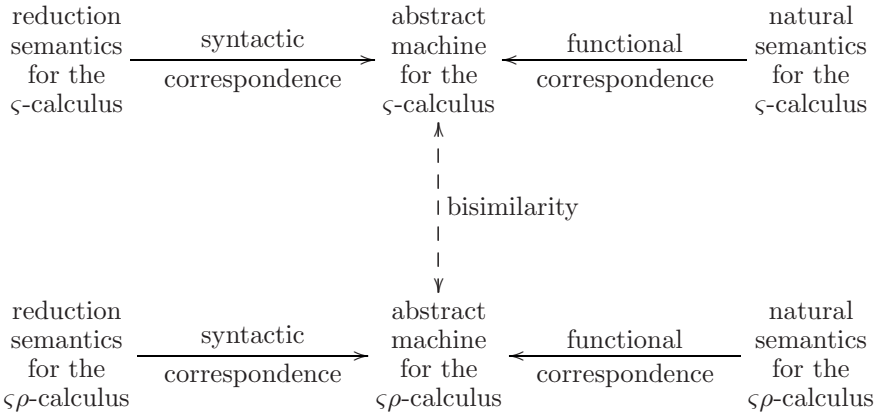 reduction
semantics
for the
ς-calculus
syntactic
correspondence
abstract
machine
for the
ς-calculus
functional
correspondence
natural
semantics
for the
ς-calculus
bisimilarity
reduction
semantics
for the
ςρ-calculus
syntactic
correspondence
abstract
machine
for the
ςρ-calculus
functional
correspondence
natural
semantics
for the
ςρ-calculus